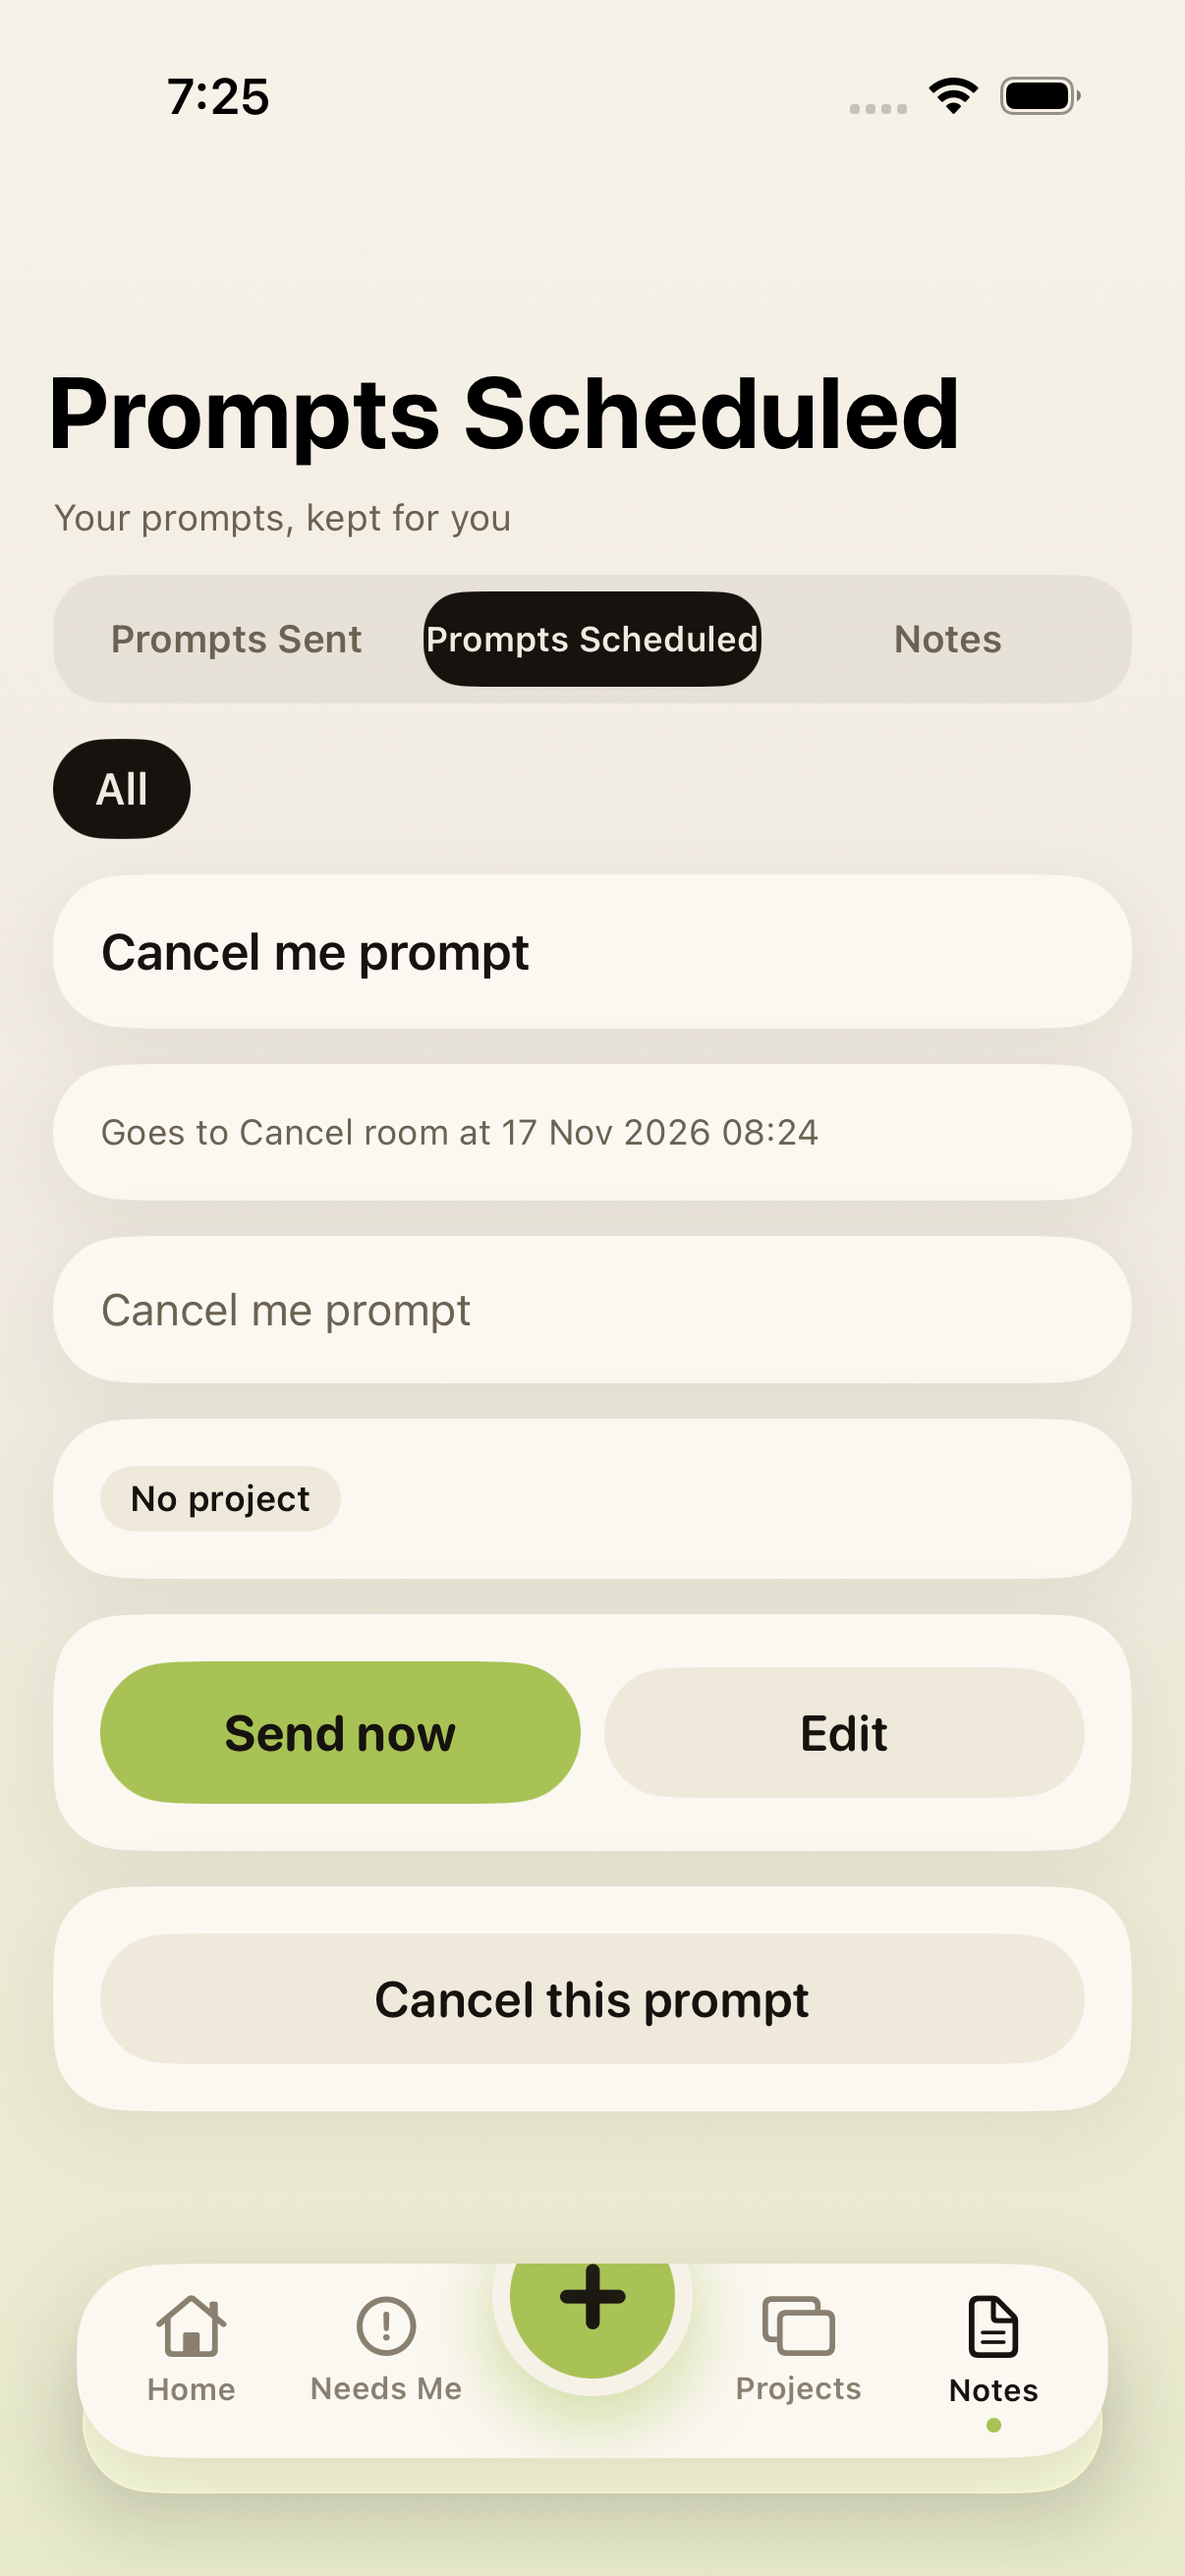 7:25
Prompts Scheduled
Your prompts, kept for you
Prompts Sent
Prompts Scheduled
Notes
All
Cancel me prompt
Goes to Cancel room at 17 Nov 2026 08:24
Cancel me prompt
No project
Send now
Edit
Cancel this prompt
Home
Needs Me
Projects
Notes